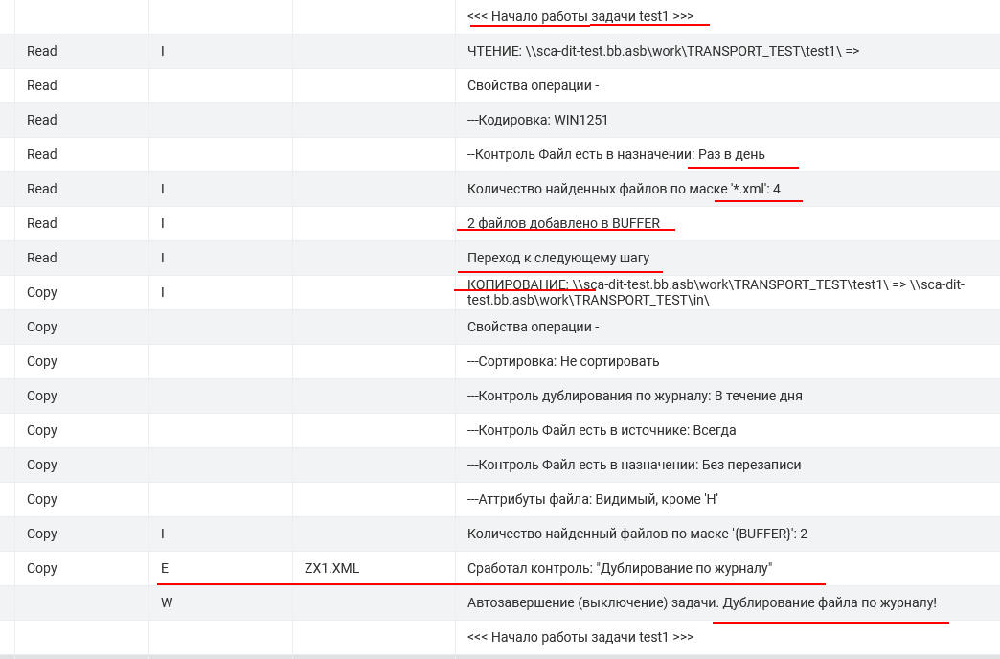 <<< Начало работы задачи test1 >>>
Read I ЧТЕНИЕ: \\sca-dit-test.bb.asb\work\TRANSPORT_TEST\test1\ =>
Read Свойства операции -
Read ---Кодировка: WIN1251
Read --Контроль Файл есть в назначении: Раз в день
Read I Количество найденных файлов по маске '*.xml': 4
Read I 2 файлов добавлено в BUFFER
Read I Переход к следующему шагу
Copy I КОПИРОВАНИЕ: \\sca-dit-test.bb.asb\work\TRANSPORT_TEST\test1\ => \\sca-dit-
test.bb.asb\work\TRANSPORT_TEST\in\
Copy Свойства операции -
Copy ---Сортировка: Не сортировать
Copy ---Контроль дублирования по журналу: В течение дня
Copy ---Контроль Файл есть в источнике: Всегда
Copy ---Контроль Файл есть в назначении: Без перезаписи
Copy ---Аттрибуты файла: Видимый, кроме 'H'
Copy I Количество найденный файлов по маске '{BUFFER}': 2
Copy E ZX1.XML Сработал контроль: "Дублирование по журналу"
W Автозавершение (выключение) задачи. Дублирование файла по журналу!
<<< Начало работы задачи test1 >>>